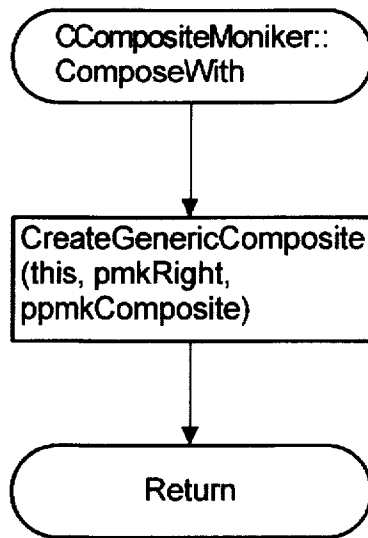 CCompositeMoniker::
ComposeWith
CreateGenericComposite
(this, pmkRight,
ppmkComposite)
Return